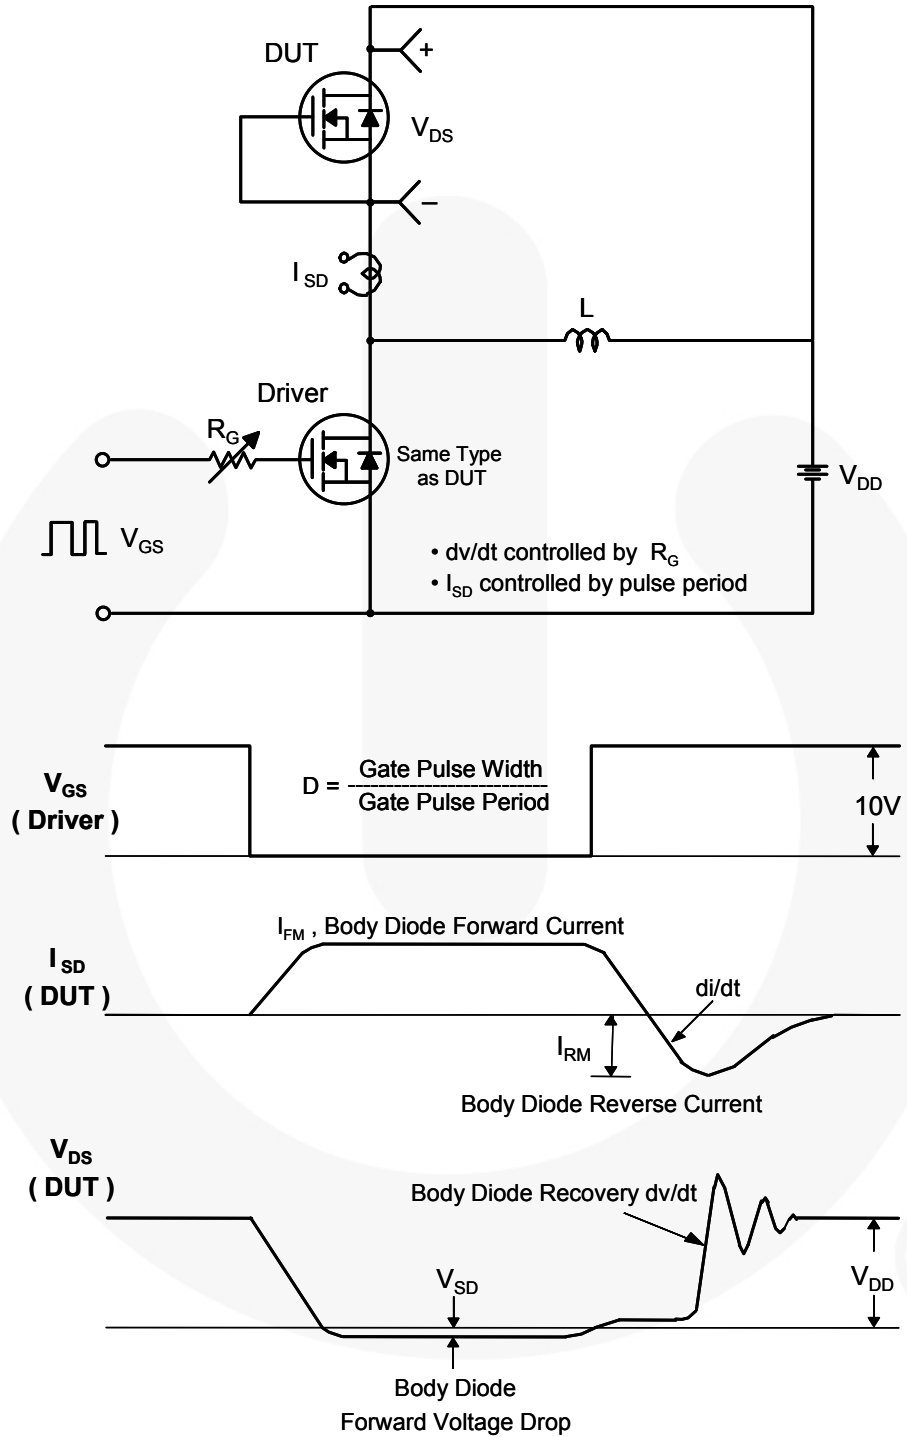 DUT
+
V_DS
−
I_SD
L
Driver
R_G
Same Type
as DUT
V_DD
V_GS
• dv/dt controlled by R_G
• I_SD controlled by pulse period
V_GS
( Driver )
D = Gate Pulse Width
Gate Pulse Period
10V
I_FM , Body Diode Forward Current
I_SD
( DUT )
di/dt
I_RM
Body Diode Reverse Current
V_DS
( DUT )
Body Diode Recovery dv/dt
V_SD
V_DD
Body Diode
Forward Voltage Drop